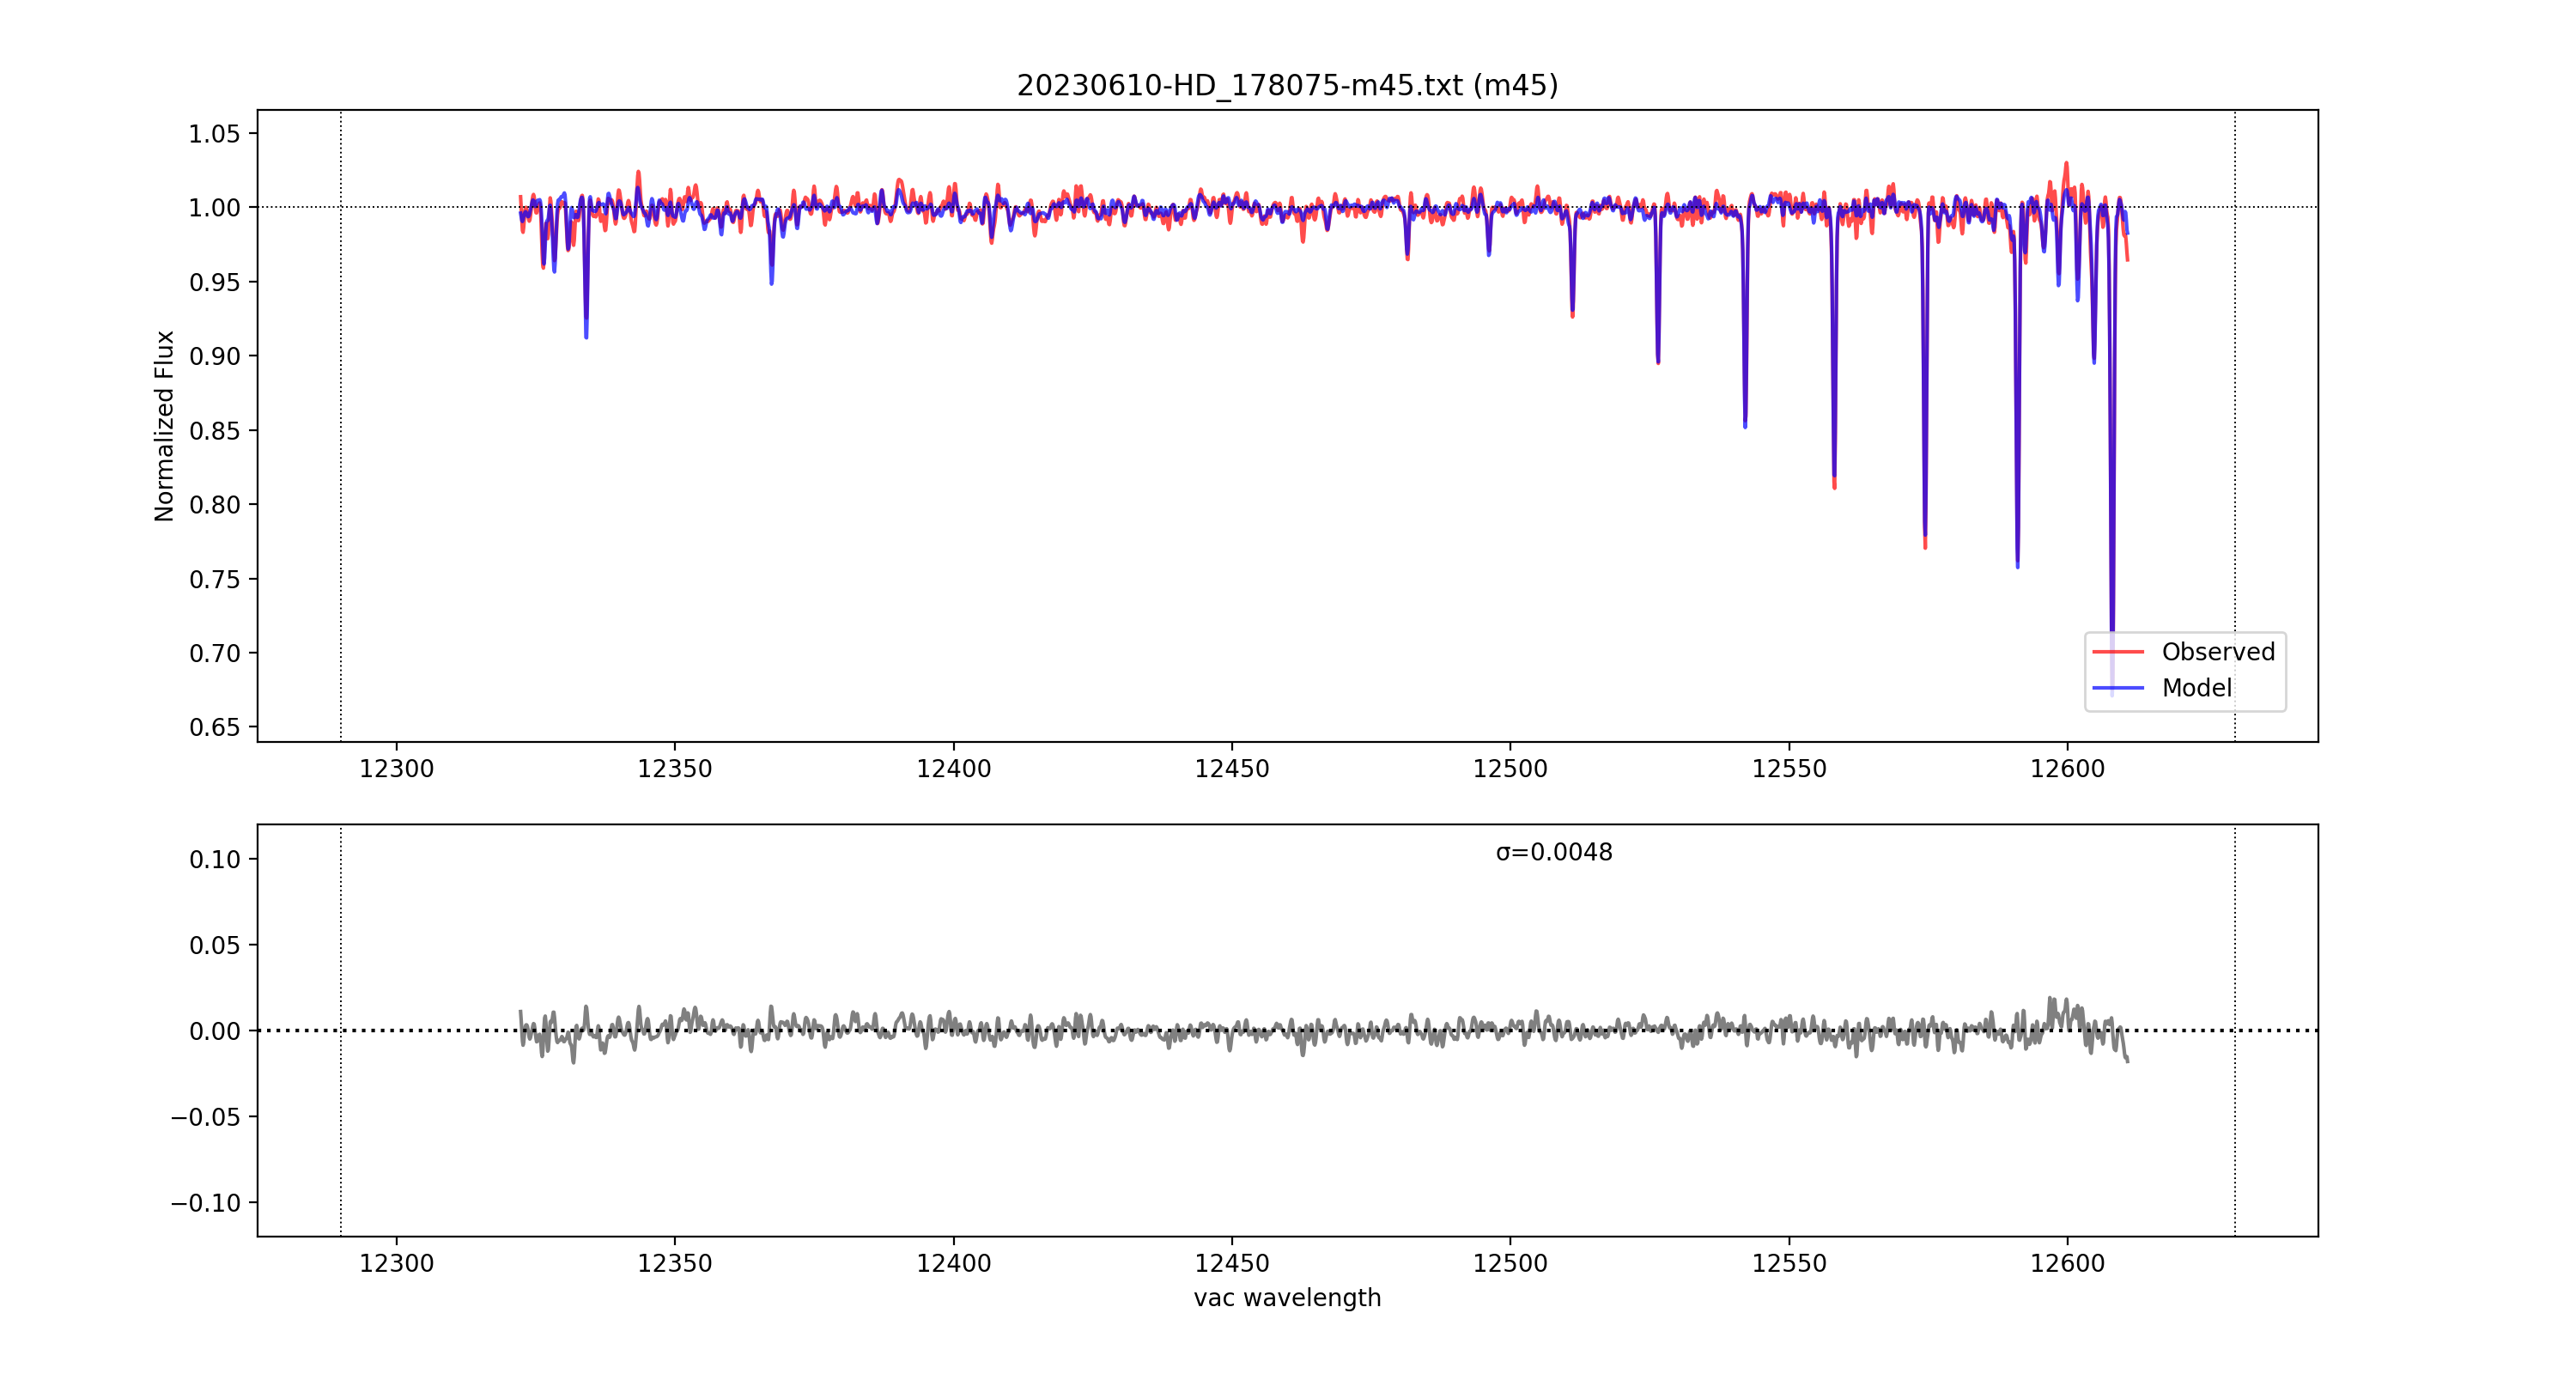 20230610-HD_178075-m45.txt (m45)
1.05
1.00
0.95
0.90
0.85
0.80
0.75
0.70
0.65
Normalized Flux
Observed
Model
12300 12350 12400 12450 12500 12550 12600
σ=0.0048
0.10
0.05
0.00
−0.05
−0.10
12300 12350 12400 12450 12500 12550 12600
vac wavelength